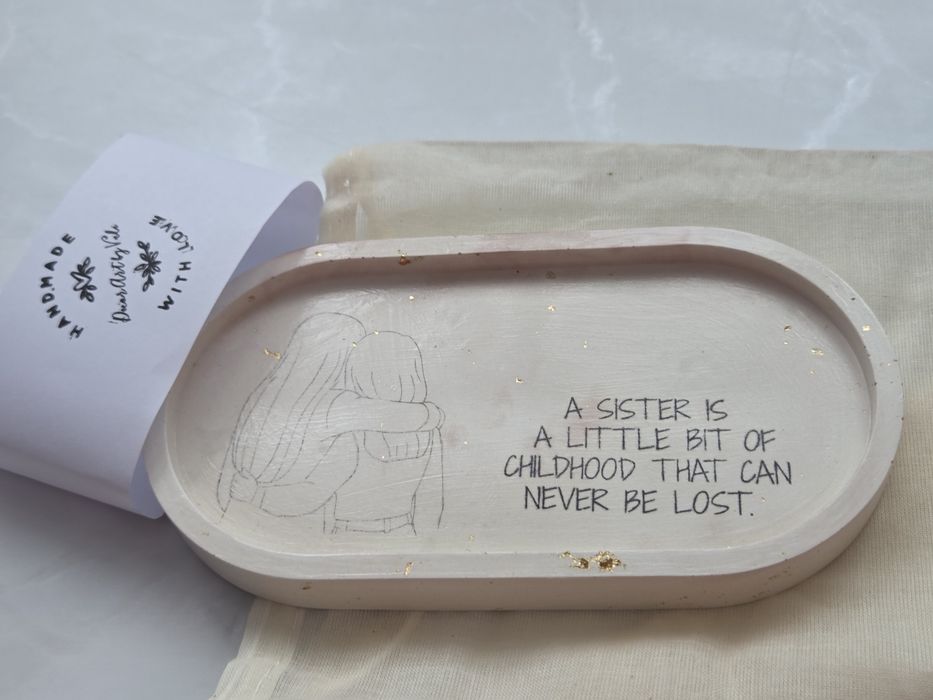 HANDMADE
WITH LOVE
A SISTER IS
A LITTLE BIT OF
CHILDHOOD THAT CAN
NEVER BE LOST.